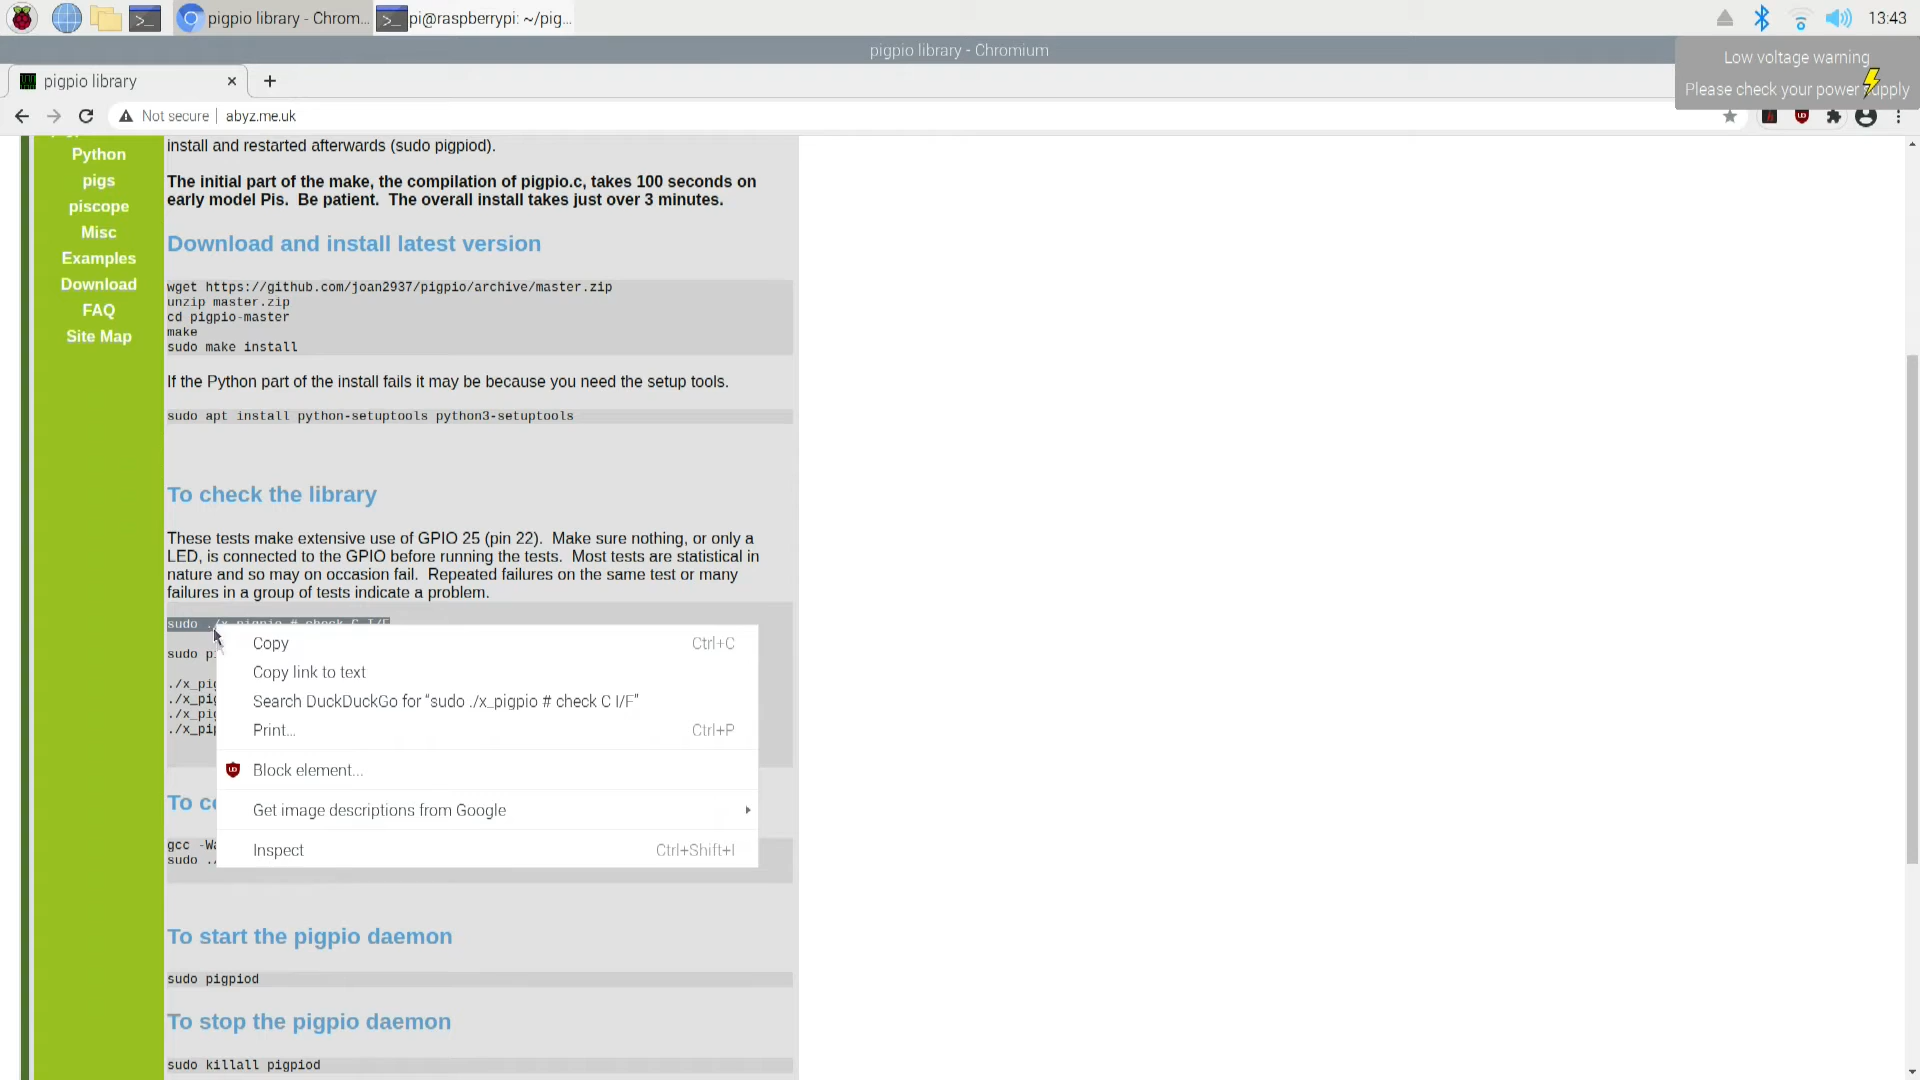 pigpio library - Chrom...
pi@raspberrypi: ~/pig...
13:43
pigpio library - Chromium
Low voltage warning
Please check your power supply
pigpio library
Not secure
abyz.me.uk
Python
pigs
piscope
Misc
Examples
Download
FAQ
Site Map
install and restarted afterwards (sudo pigpiod).
The initial part of the make, the compilation of pigpio.c, takes 100 seconds on
early model Pis.  Be patient.  The overall install takes just over 3 minutes.
Download and install latest version
wget https://github.com/joan2937/pigpio/archive/master.zip
unzip master.zip
cd pigpio-master
make
sudo make install
If the Python part of the install fails it may be because you need the setup tools.
sudo apt install python-setuptools python3-setuptools
To check the library
These tests make extensive use of GPIO 25 (pin 22).  Make sure nothing, or only a
LED, is connected to the GPIO before running the tests.  Most tests are statistical in
nature and so may on occasion fail.  Repeated failures on the same test or many
failures in a group of tests indicate a problem.
sudo ./x_pigpio # check C I/F
sudo pi
./x_pig
./x_pig
./x_pig
./x_pip
Copy Ctrl+C
Copy link to text
Search DuckDuckGo for “sudo ./x_pigpio # check C I/F”
Print... Ctrl+P
Block element...
Get image descriptions from Google
Inspect Ctrl+Shift+I
To co
gcc -Wa
sudo ./
To start the pigpio daemon
sudo pigpiod
To stop the pigpio daemon
sudo killall pigpiod